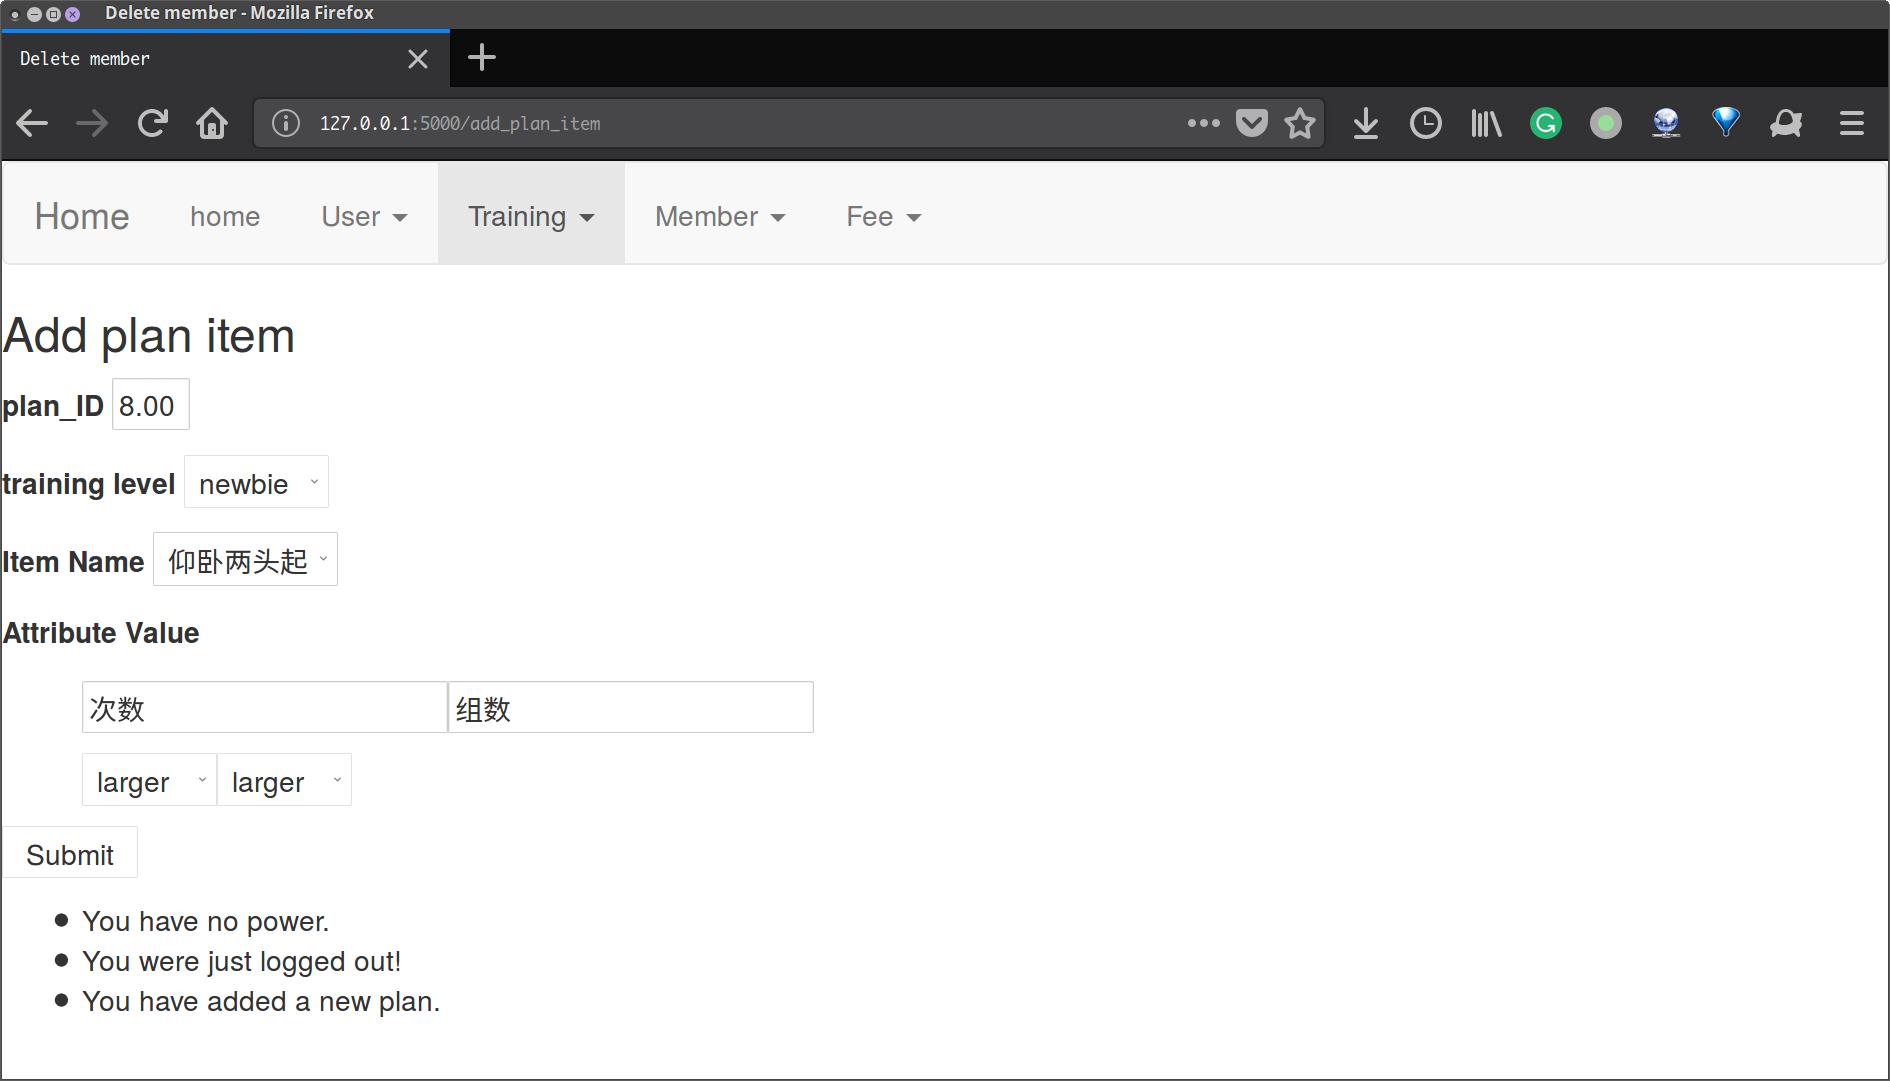 Delete member - Mozilla Firefox
Delete member
127.0.0.1:5000/add_plan_item
Home home User Training Member Fee
Add plan item
plan_ID 8.00
training level newbie
Item Name 仰卧两头起
Attribute Value
次数 组数
larger larger
Submit
You have no power.
You were just logged out!
You have added a new plan.